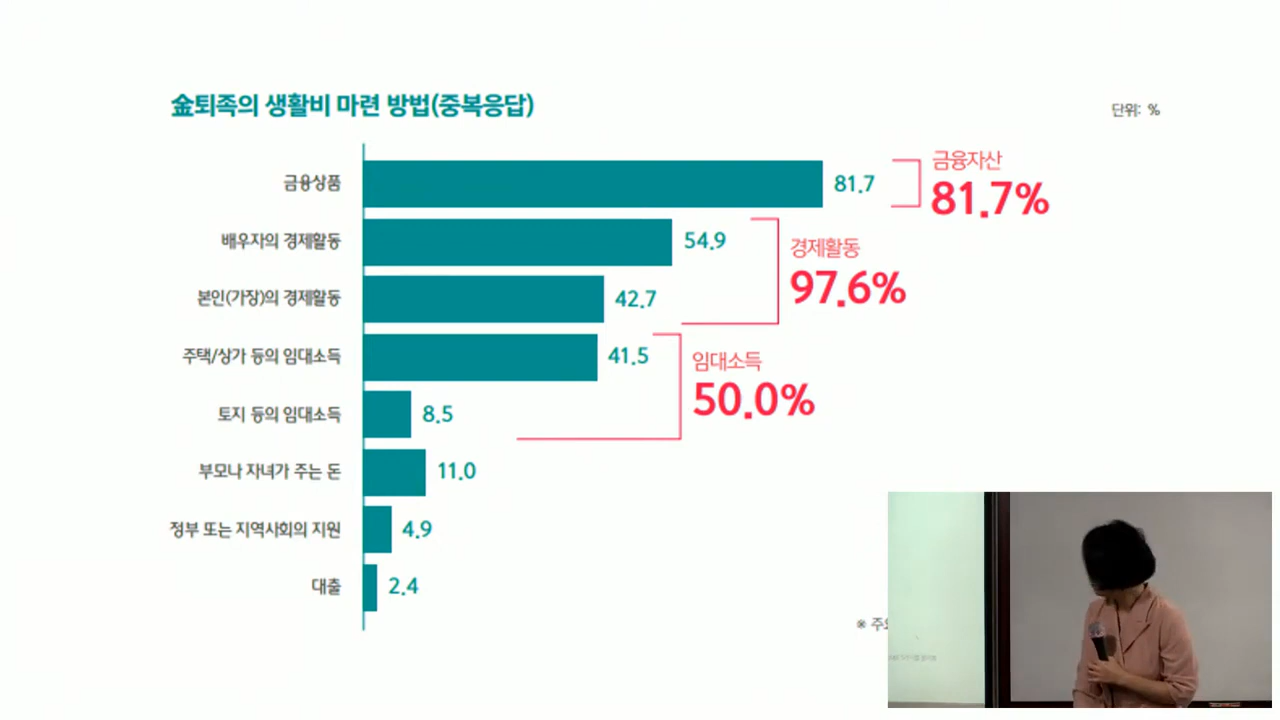 金퇴족의 생활비 마련 방법(중복응답)
단위: %
금융상품
81.7
금융자산
81.7%
배우자의 경제활동
54.9
경제활동
97.6%
본인(가장)의 경제활동
42.7
주택/상가 등의 임대소득
41.5
임대소득
50.0%
토지 등의 임대소득
8.5
부모나 자녀가 주는 돈
11.0
정부 또는 지역사회의 지원
4.9
대출
2.4
※